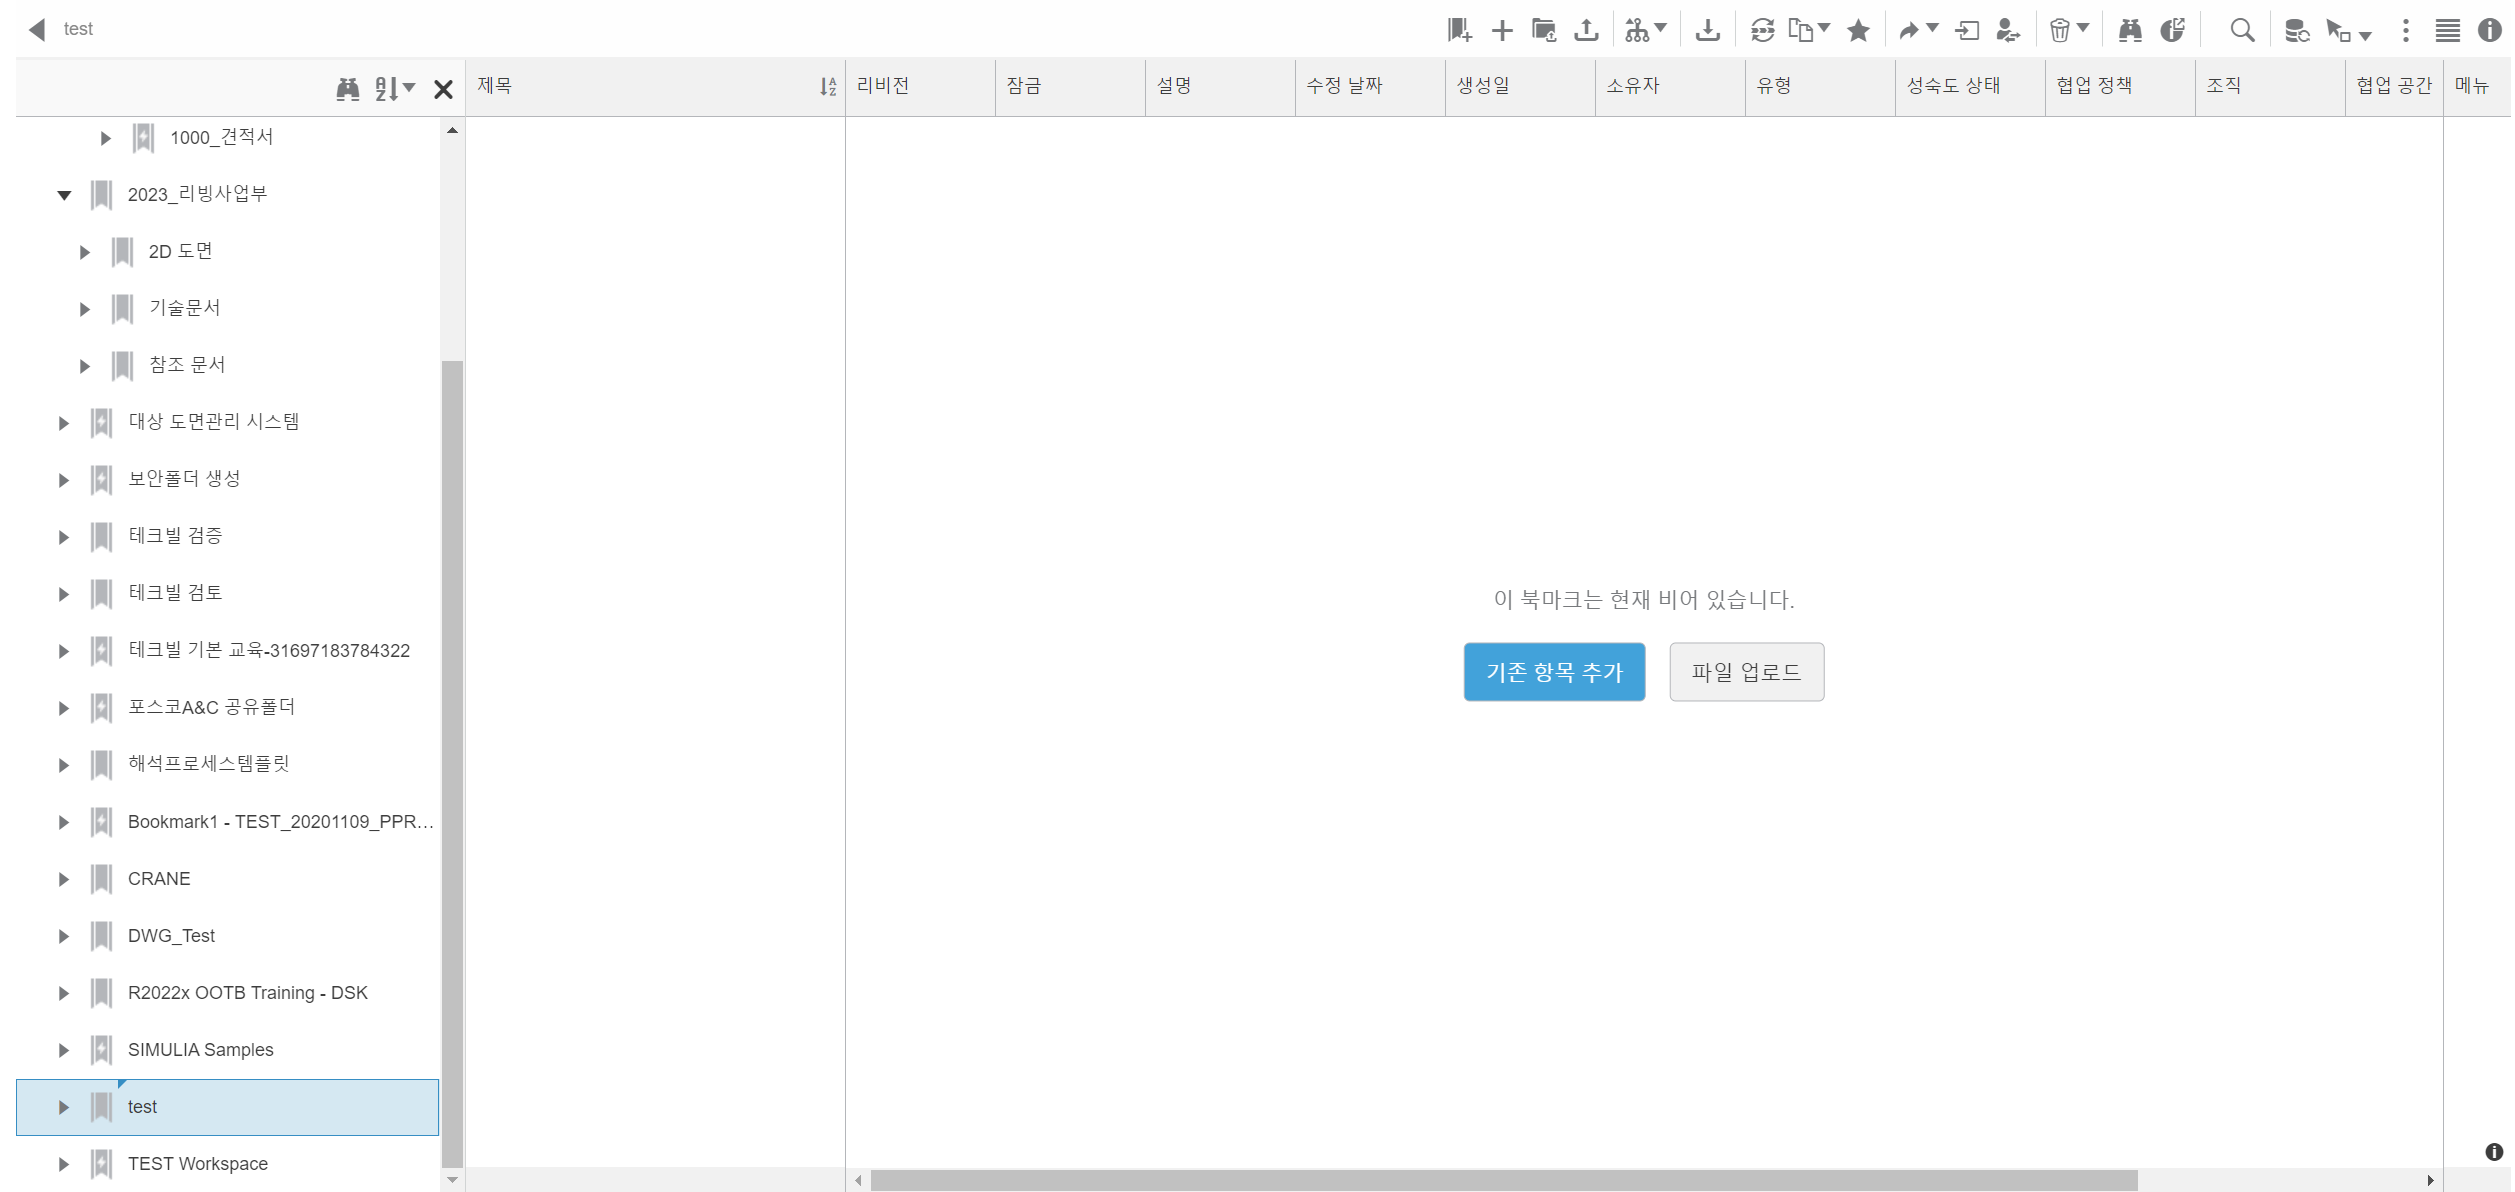 test
제목
리비전
잠금
설명
수정 날짜
생성일
소유자
유형
성숙도 상태
협업 정책
조직
협업 공간
메뉴
1000_견적서
2023_리빙사업부
2D 도면
기술문서
참조 문서
대상 도면관리 시스템
보안폴더 생성
테크빌 검증
테크빌 검토
테크빌 기본 교육-31697183784322
포스코A&C 공유폴더
해석프로세스템플릿
Bookmark1 - TEST_20201109_PPR...
CRANE
DWG_Test
R2022x OOTB Training - DSK
SIMULIA Samples
test
TEST Workspace
이 북마크는 현재 비어 있습니다.
기존 항목 추가
파일 업로드